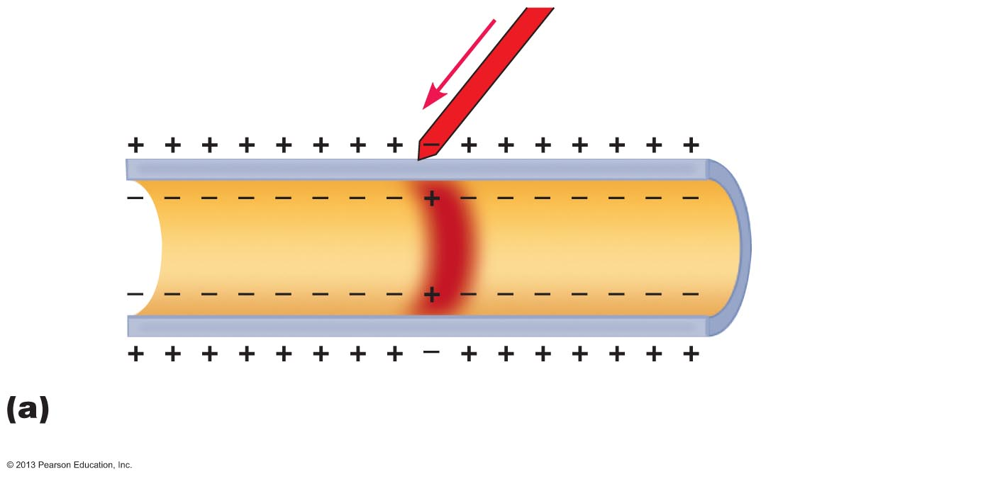 + + + + + + + + − + + + + + + +
− − − − − − − − + − − − − − − −
− − − − − − − − + − − − − − − −
+ + + + + + + + − + + + + + + +
(a)
© 2013 Pearson Education, Inc.